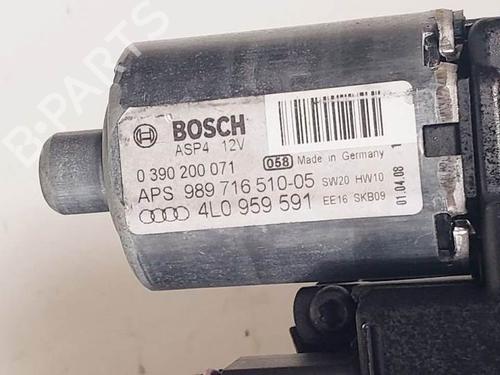 B-PARTS
BOSCH
ASP4 12V
0 390 200 071 058 Made in Germany
APS 989 716 510-05 SW20 HW10
4L0 959 591 EE16 SKB09
01.04.08 1